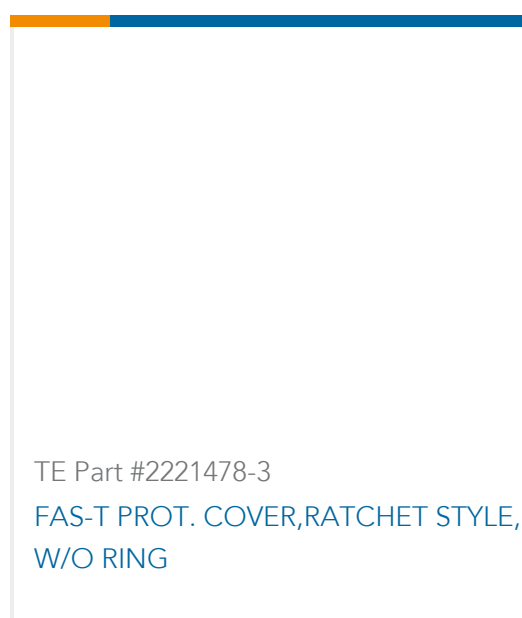 TE Part #2221478-3
FAS-T PROT. COVER,RATCHET STYLE,
W/O RING